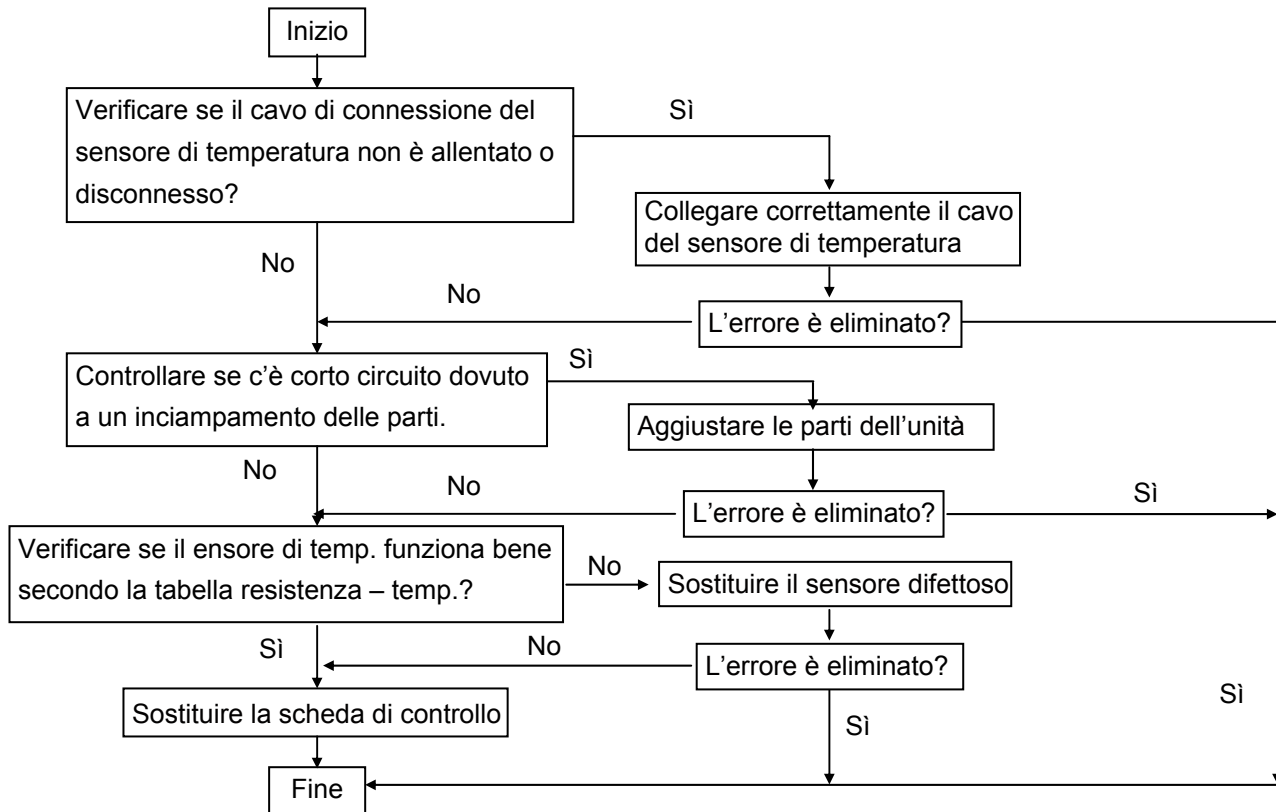 Inizio
Verificare se il cavo di connessione del
sensore di temperatura non è allentato o
disconnesso?
Sì
Collegare correttamente il cavo
del sensore di temperatura
No
No
L'errore è eliminato?
Controllare se c'è corto circuito dovuto
a un inciampamento delle parti.
Sì
Aggiustare le parti dell'unità
No
No
L'errore è eliminato?
Sì
Verificare se il ensore di temp. funziona bene
secondo la tabella resistenza – temp.?
No
Sostituire il sensore difettoso
Sì
No
L'errore è eliminato?
Sì
Sostituire la scheda di controllo
Sì
Fine